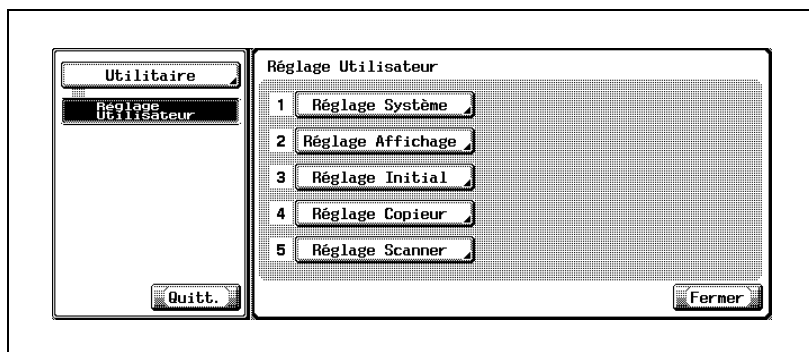 Utilitaire
Réglage
Utilisateur
Quitt.
Réglage Utilisateur
1 Réglage Système
2 Réglage Affichage
3 Réglage Initial
4 Réglage Copieur
5 Réglage Scanner
Fermer